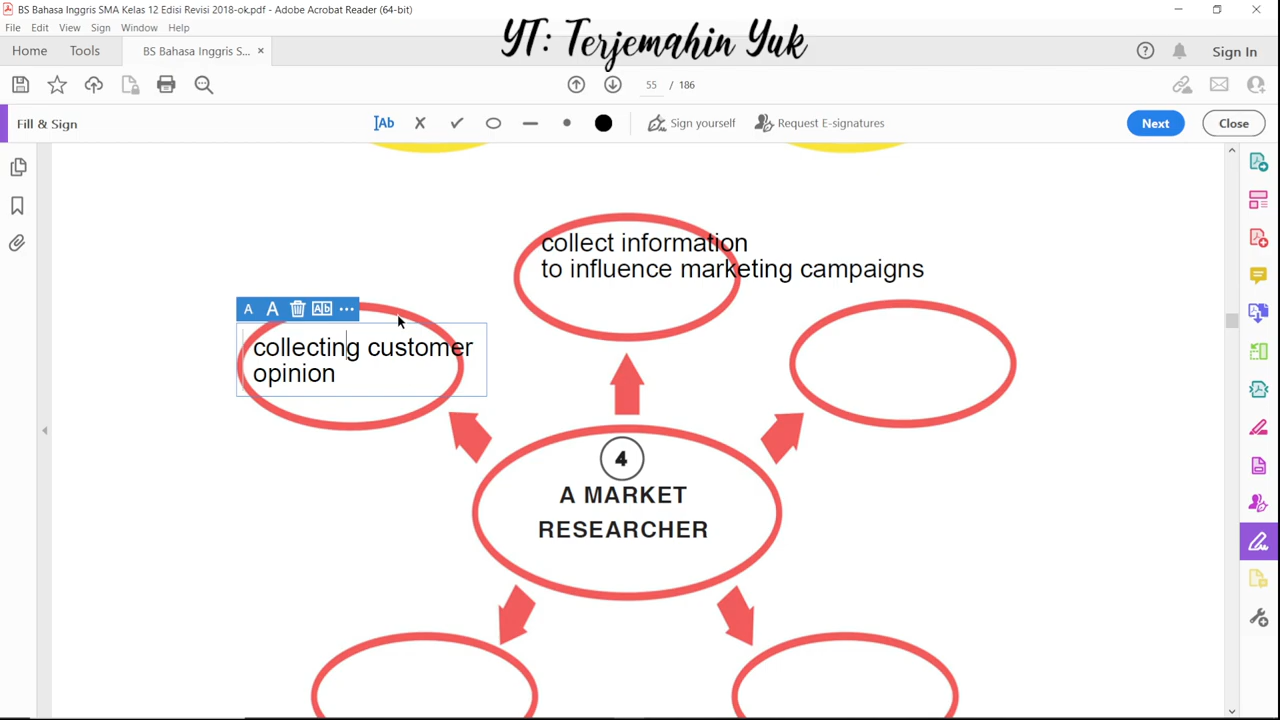 BS Bahasa Inggris SMA Kelas 12 Edisi Revisi 2018-ok.pdf - Adobe Acrobat Reader (64-bit)
File Edit View Sign Window Help
YT: Terjemahin Yuk
Home Tools BS Bahasa Inggris S... × Sign In
55 / 186
Fill & Sign Ab Sign yourself Request E-signatures Next Close
collect information
to influence marketing campaigns
A A Ab
collecting customer
opinion
4
A MARKET
RESEARCHER